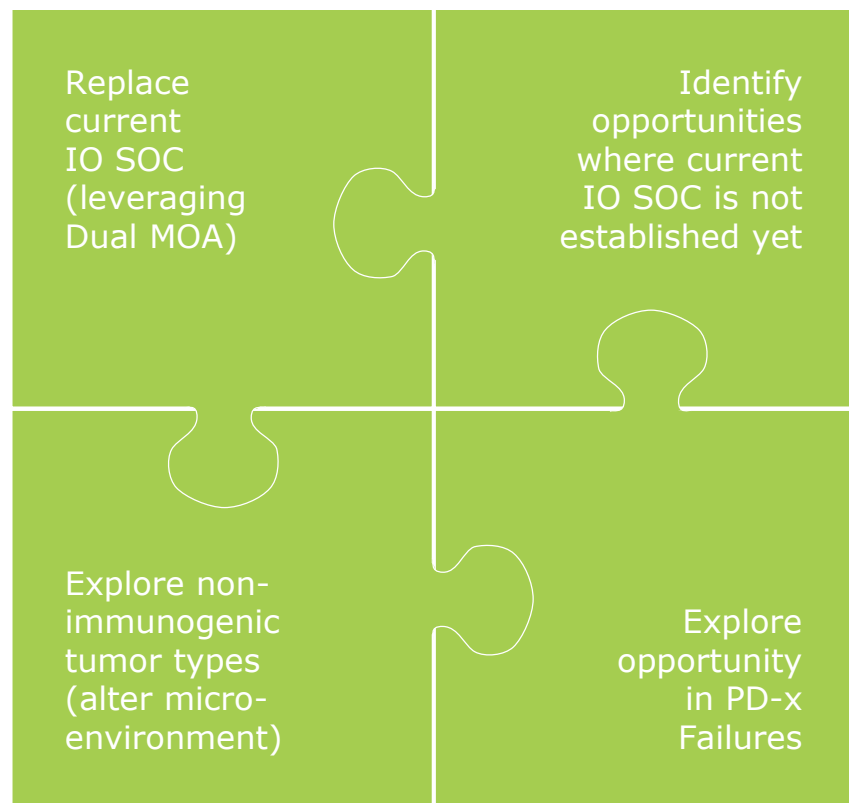 Replace
current
IO SOC
(leveraging
Dual MOA)
Identify
opportunities
where current
IO SOC is not
established yet
Explore non-
immunogenic
tumor types
(alter micro-
environment)
Explore
opportunity
in PD-x
Failures